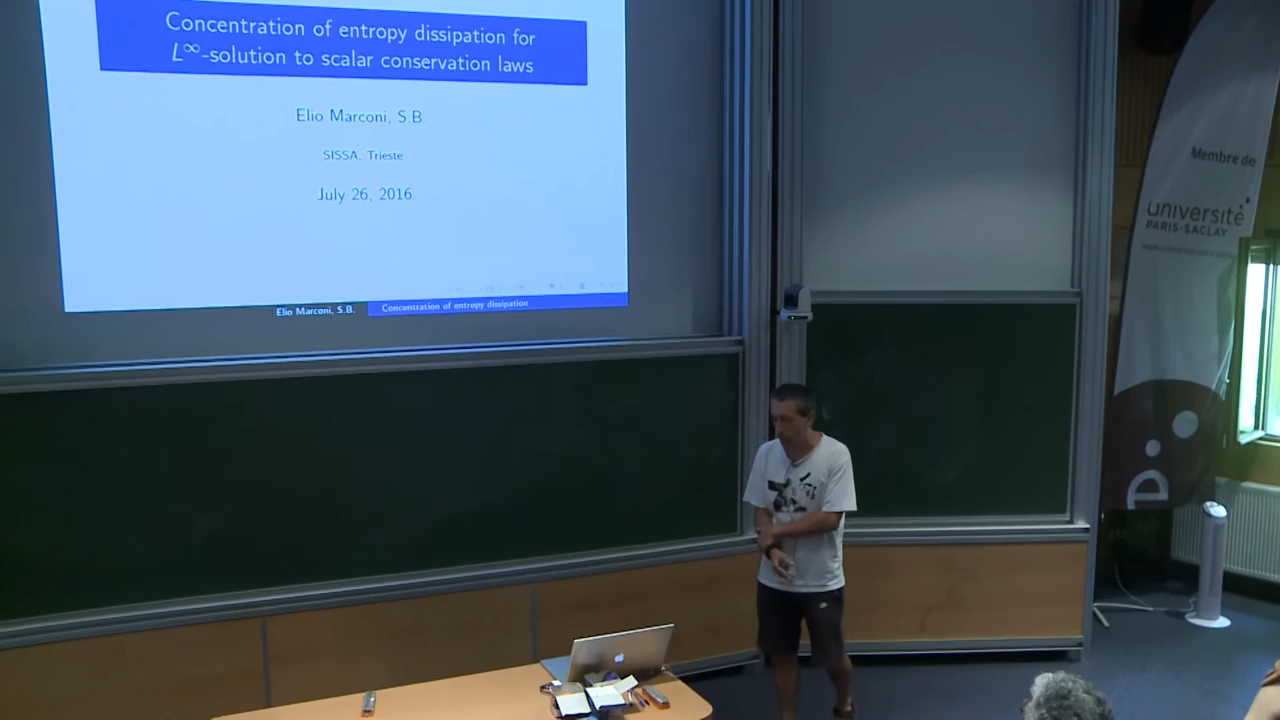 Concentration of entropy dissipation for
L∞-solution to scalar conservation laws
Elio Marconi, S.B.
SISSA, Trieste
July 26, 2016
Elio Marconi, S.B.
Concentration of entropy dissipation
Membre de
université
PARIS-SACLAY